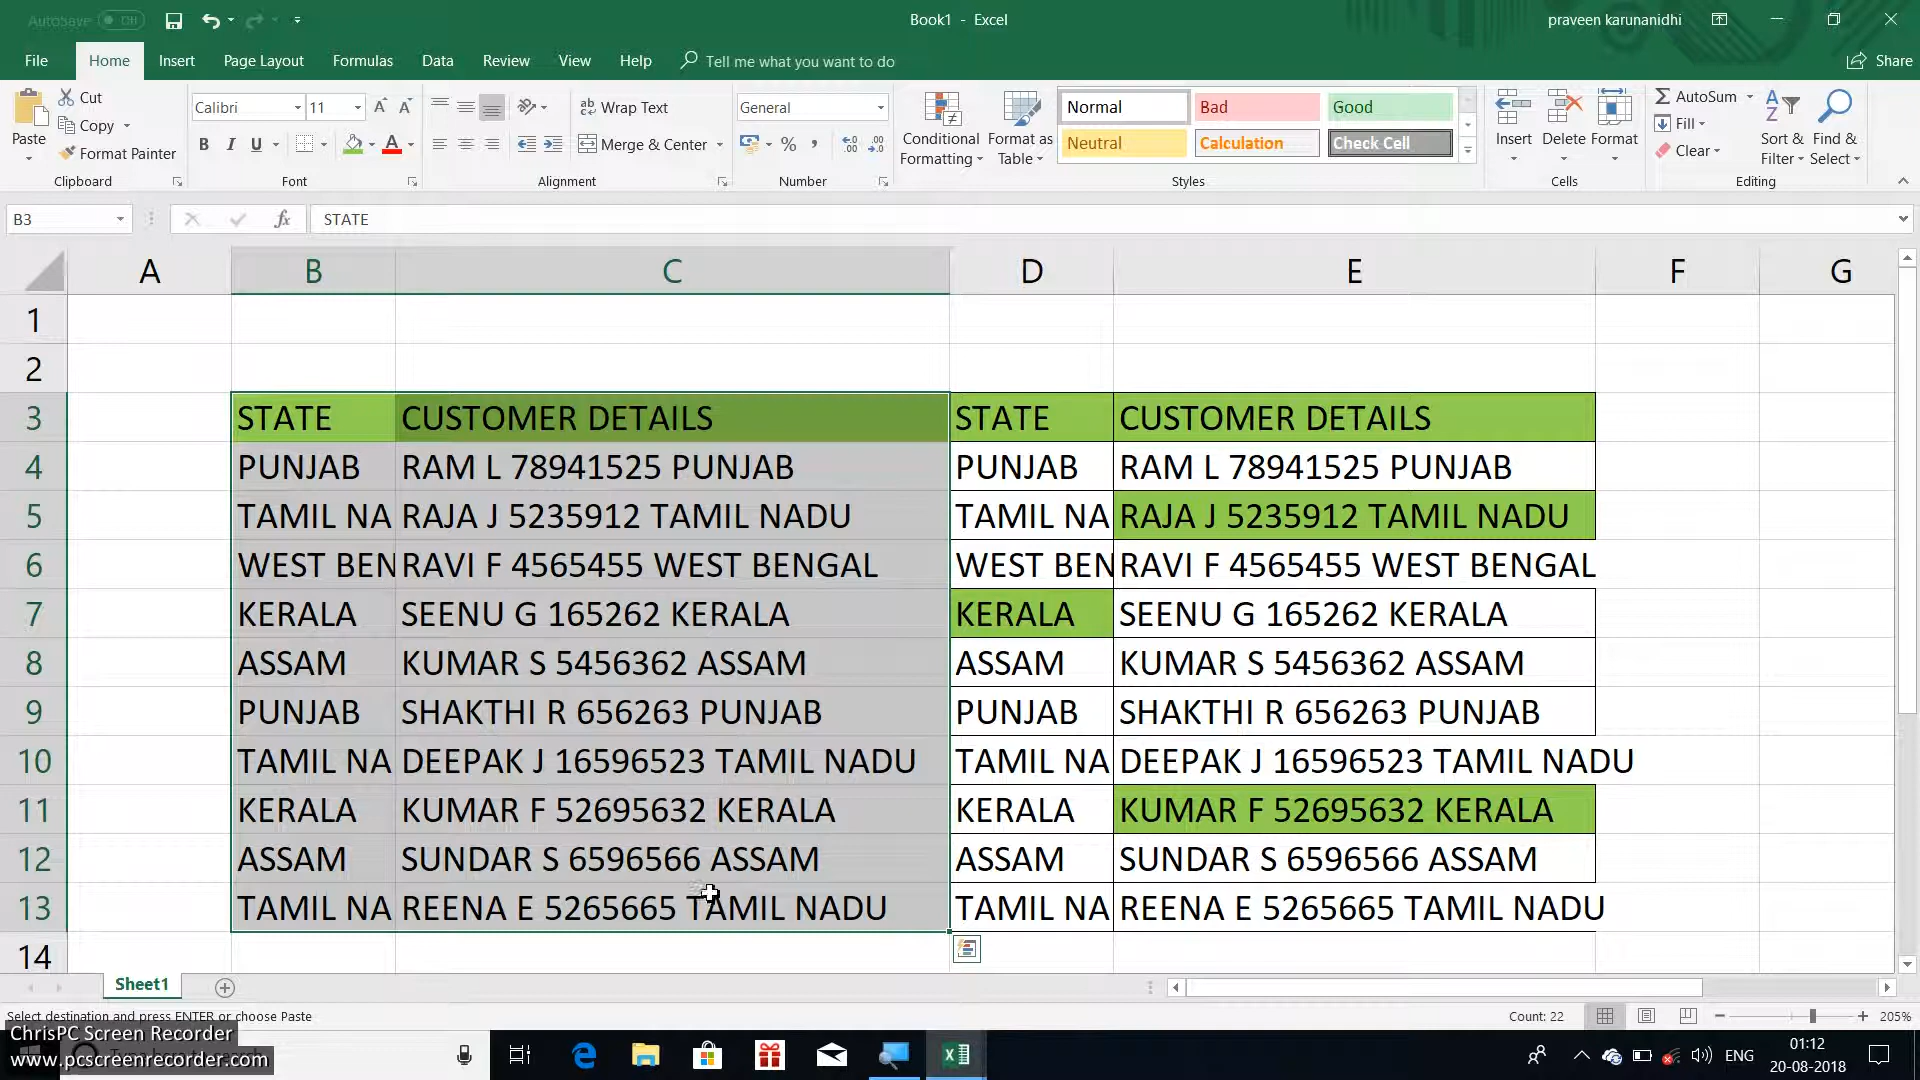 AutoSave Off Book1 - Excel praveen karunanidhi
File Home Insert Page Layout Formulas Data Review View Help Tell me what you want to do Share
Paste Cut Copy Format Painter Clipboard
Calibri 11 B I U A A A Font
Wrap Text Merge & Center Alignment
General % , Number
Conditional Formatting Format as Table
Normal Bad Good
Neutral Calculation Check Cell
Styles
Insert Delete Format Cells
AutoSum Fill Clear Sort & Filter Find & Select Editing
B3 fx STATE
A B C D E F G
1
2
3 STATE CUSTOMER DETAILS STATE CUSTOMER DETAILS
4 PUNJAB RAM L 78941525 PUNJAB PUNJAB RAM L 78941525 PUNJAB
5 TAMIL NA RAJA J 5235912 TAMIL NADU TAMIL NA RAJA J 5235912 TAMIL NADU
6 WEST BEN RAVI F 4565455 WEST BENGAL WEST BEN RAVI F 4565455 WEST BENGAL
7 KERALA SEENU G 165262 KERALA KERALA SEENU G 165262 KERALA
8 ASSAM KUMAR S 5456362 ASSAM ASSAM KUMAR S 5456362 ASSAM
9 PUNJAB SHAKTHI R 656263 PUNJAB PUNJAB SHAKTHI R 656263 PUNJAB
10 TAMIL NA DEEPAK J 16596523 TAMIL NADU TAMIL NA DEEPAK J 16596523 TAMIL NADU
11 KERALA KUMAR F 52695632 KERALA KERALA KUMAR F 52695632 KERALA
12 ASSAM SUNDAR S 6596566 ASSAM ASSAM SUNDAR S 6596566 ASSAM
13 TAMIL NA REENA E 5265665 TAMIL NADU TAMIL NA REENA E 5265665 TAMIL NADU
14
Sheet1
Select destination and press ENTER or choose Paste Count: 22 205%
ChrisPC Screen Recorder
www.pcscreenrecorder.com
ENG 01:12
20-08-2018